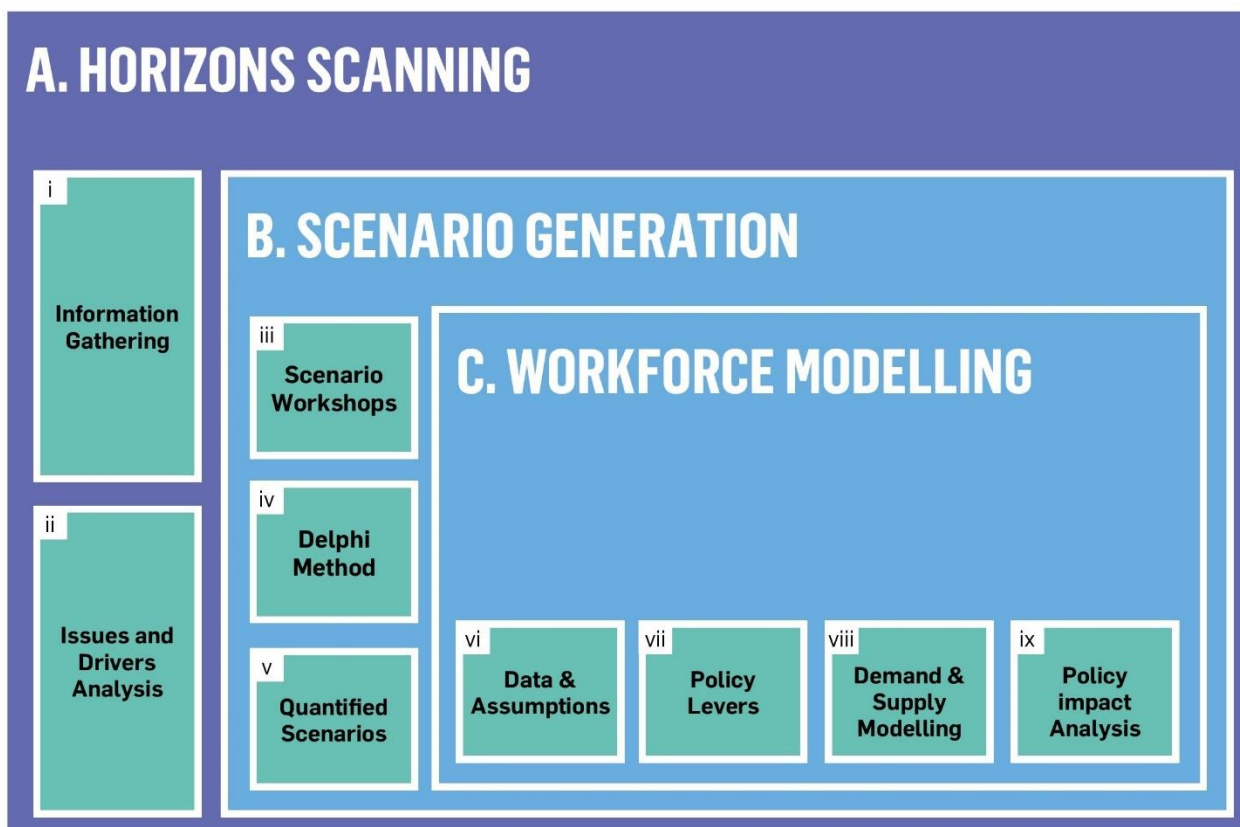 A. HORIZONS SCANNING
i
Information
Gathering
ii
Issues and
Drivers
Analysis
B. SCENARIO GENERATION
iii
Scenario
Workshops
iv
Delphi
Method
v
Quantified
Scenarios
C. WORKFORCE MODELLING
vi
Data &
Assumptions
vii
Policy
Levers
viii
Demand &
Supply
Modelling
ix
Policy
impact
Analysis